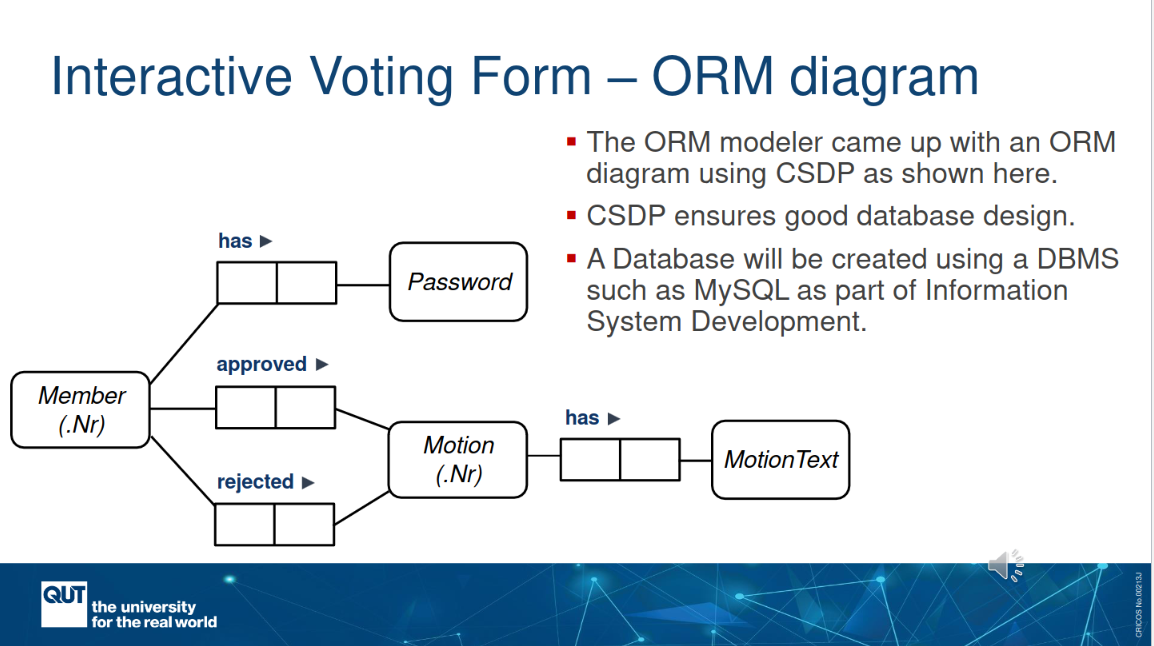 Interactive Voting Form – ORM diagram
▪ The ORM modeler came up with an ORM
diagram using CSDP as shown here.
▪ CSDP ensures good database design.
▪ A Database will be created using a DBMS
such as MySQL as part of Information
System Development.
has ►
Password
approved ►
Member
(.Nr)
has ►
Motion
(.Nr)
MotionText
rejected ►
QUT
the university
for the real world
CRICOS No.00213J